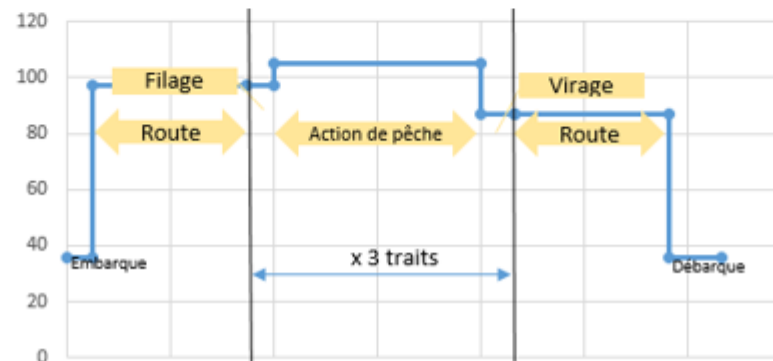 120
100
80
60
40
20
0
Filage
Virage
Route
Action de pêche
Route
Embarque
x 3 traits
Débarque